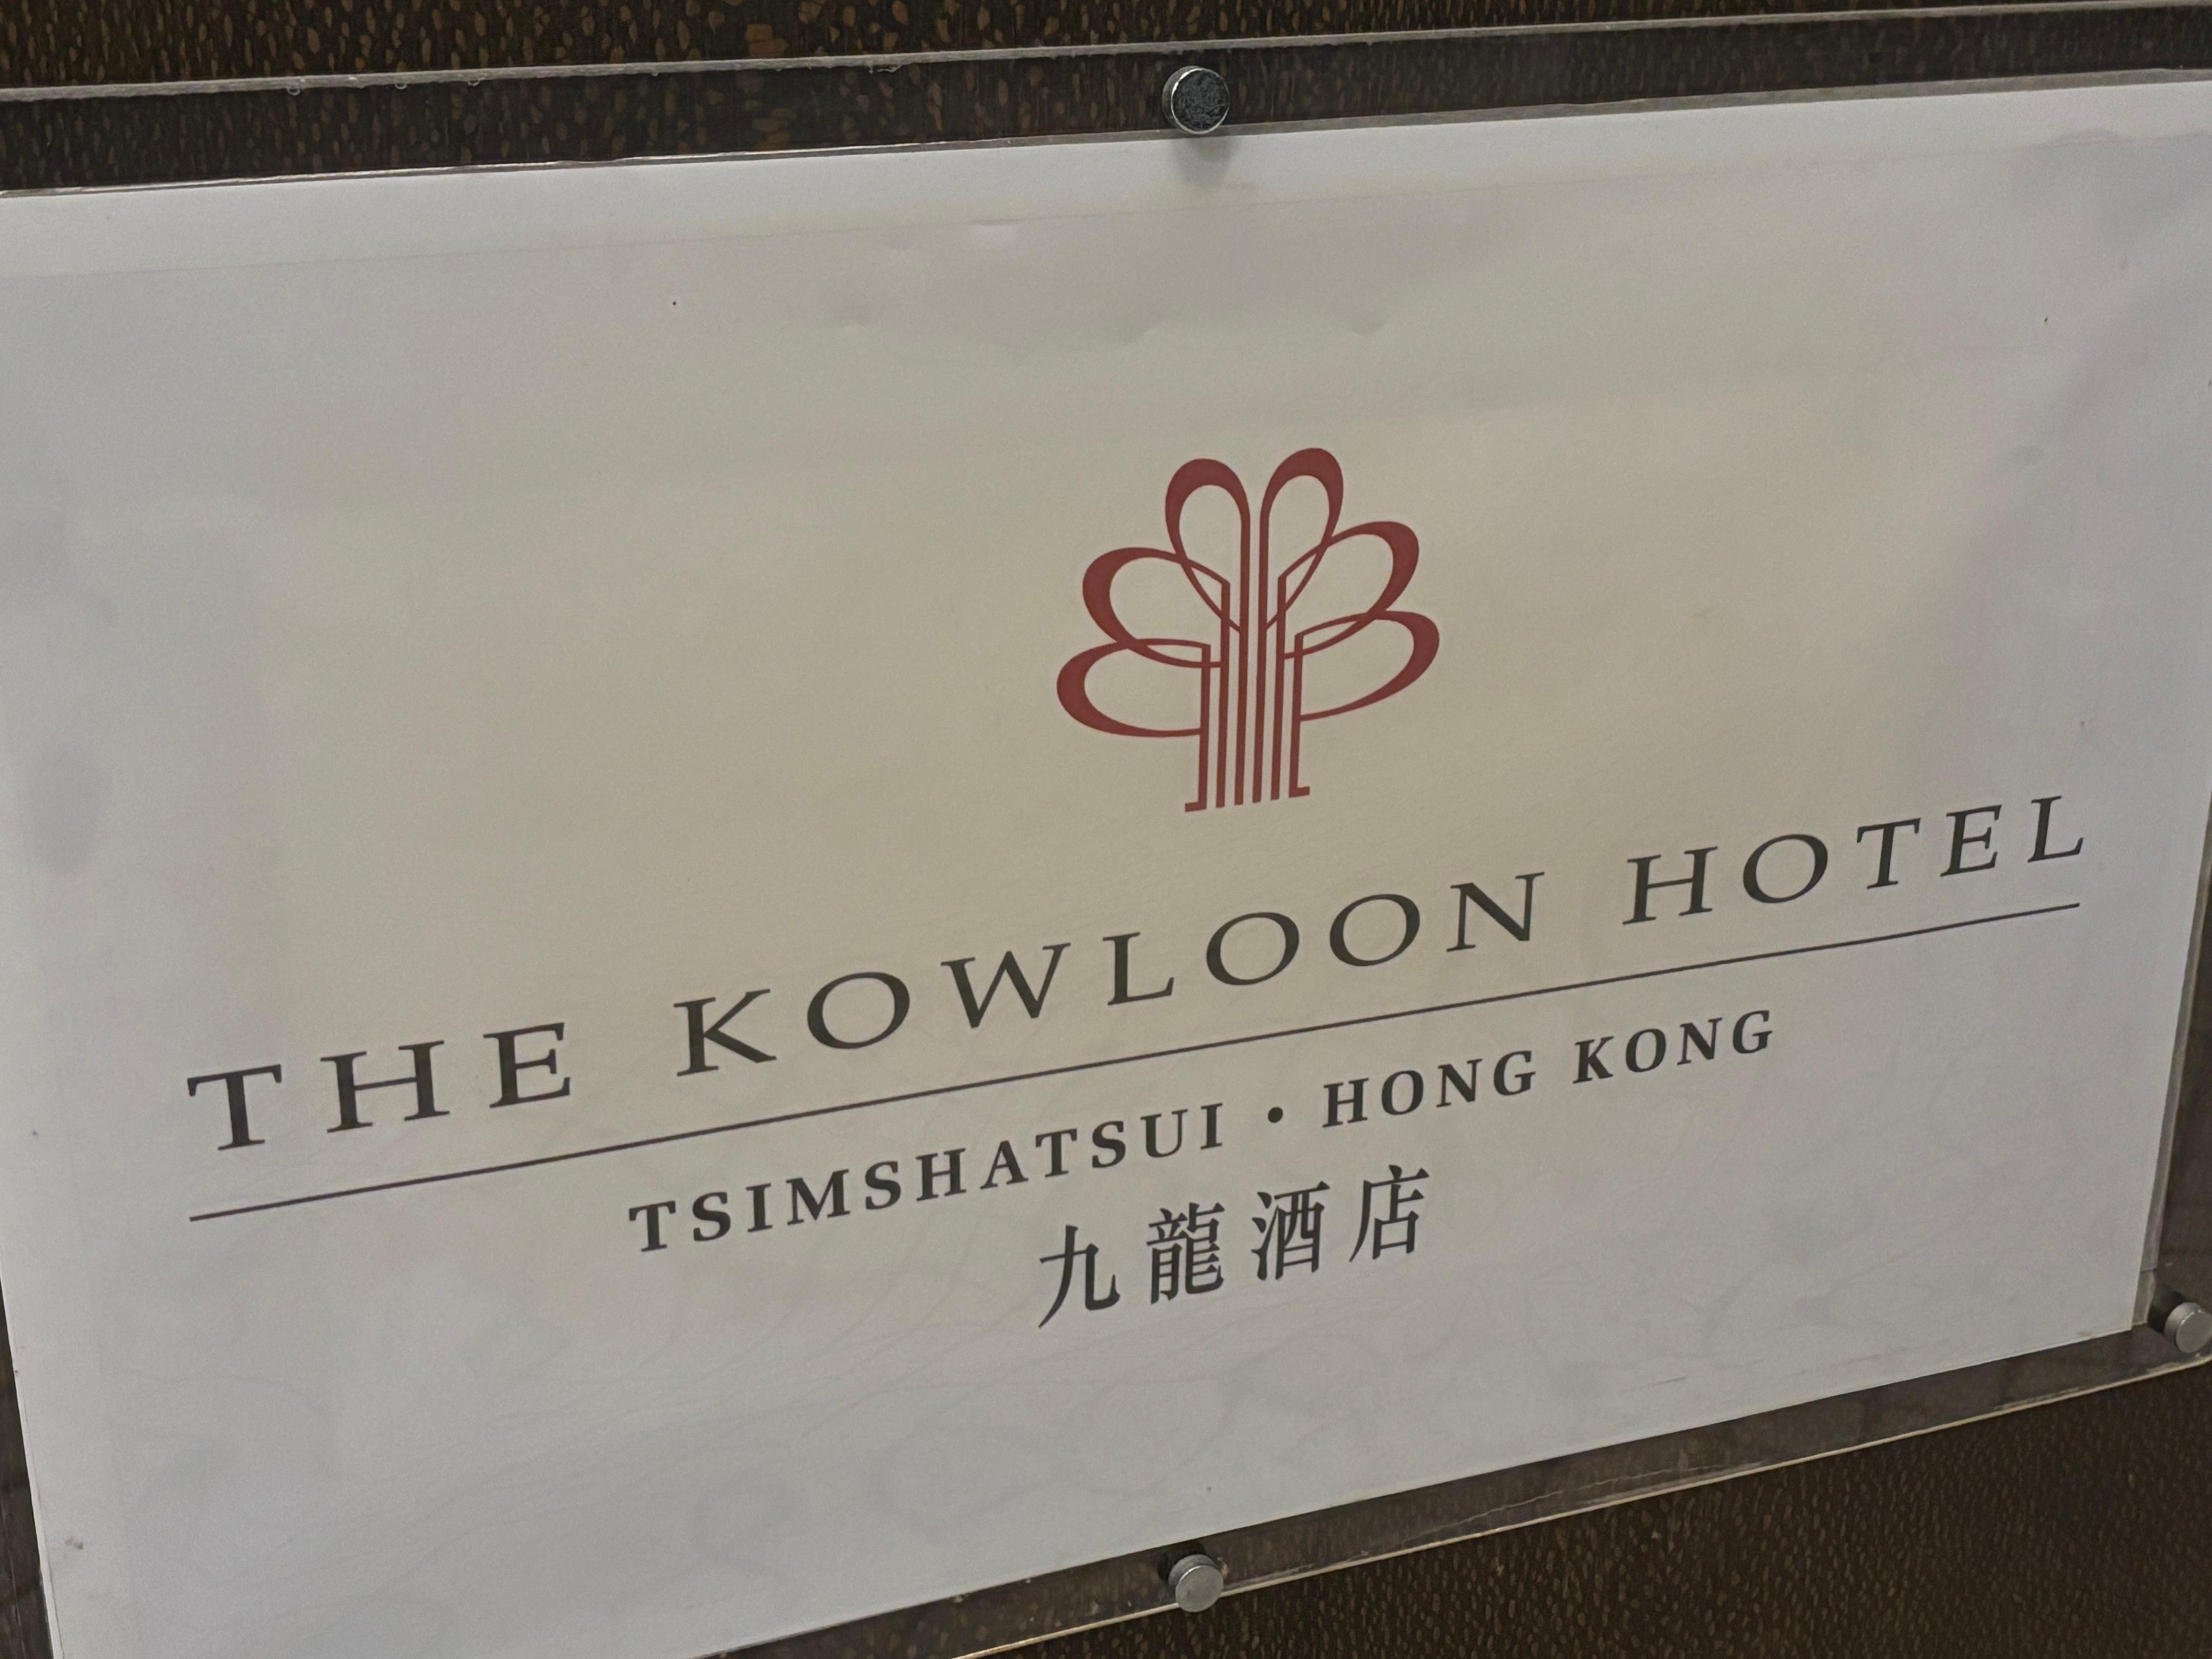 THE KOWLOON HOTEL
TSIMSHATSUI • HONG KONG
九龍酒店